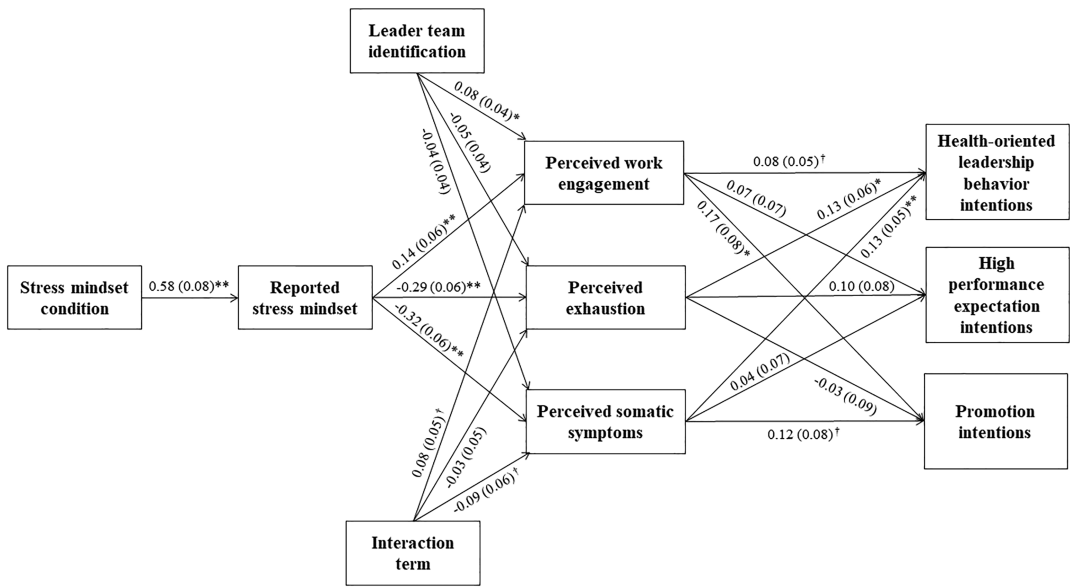 Leader team
identification
0.08 (0.04)*
-0.05 (0.04)
-0.04 (0.04)
Perceived work
engagement
0.08 (0.05)†
0.07 (0.07)
0.17 (0.08)*
0.13 (0.06)*
0.13 (0.05)**
Health-oriented
leadership
behavior
intentions
0.14 (0.06)**
Stress mindset
condition
0.58 (0.08)**
Reported
stress mindset
-0.29 (0.06)**
-0.32 (0.06)**
Perceived
exhaustion
0.10 (0.08)
High
performance
expectation
intentions
0.04 (0.07)
-0.03 (0.09)
Perceived somatic
symptoms
0.12 (0.08)†
Promotion
intentions
0.08 (0.05)†
-0.03 (0.05)
-0.09 (0.06)†
Interaction
term